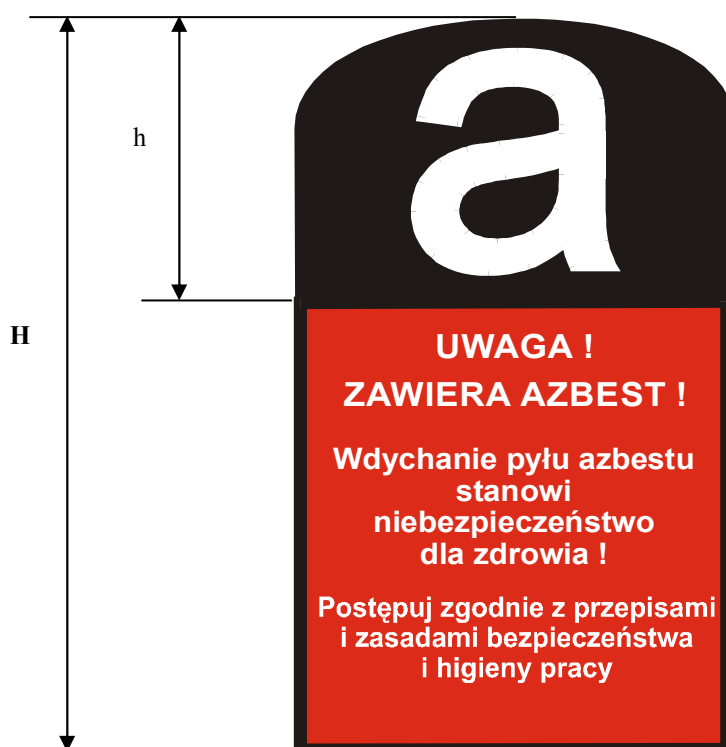 a
h
H
UWAGA !
ZAWIERA AZBEST !
Wdychanie pyłu azbestu
stanowi
niebezpieczeństwo
dla zdrowia !
Postępuj zgodnie z przepisami
i zasadami bezpieczeństwa
i higieny pracy